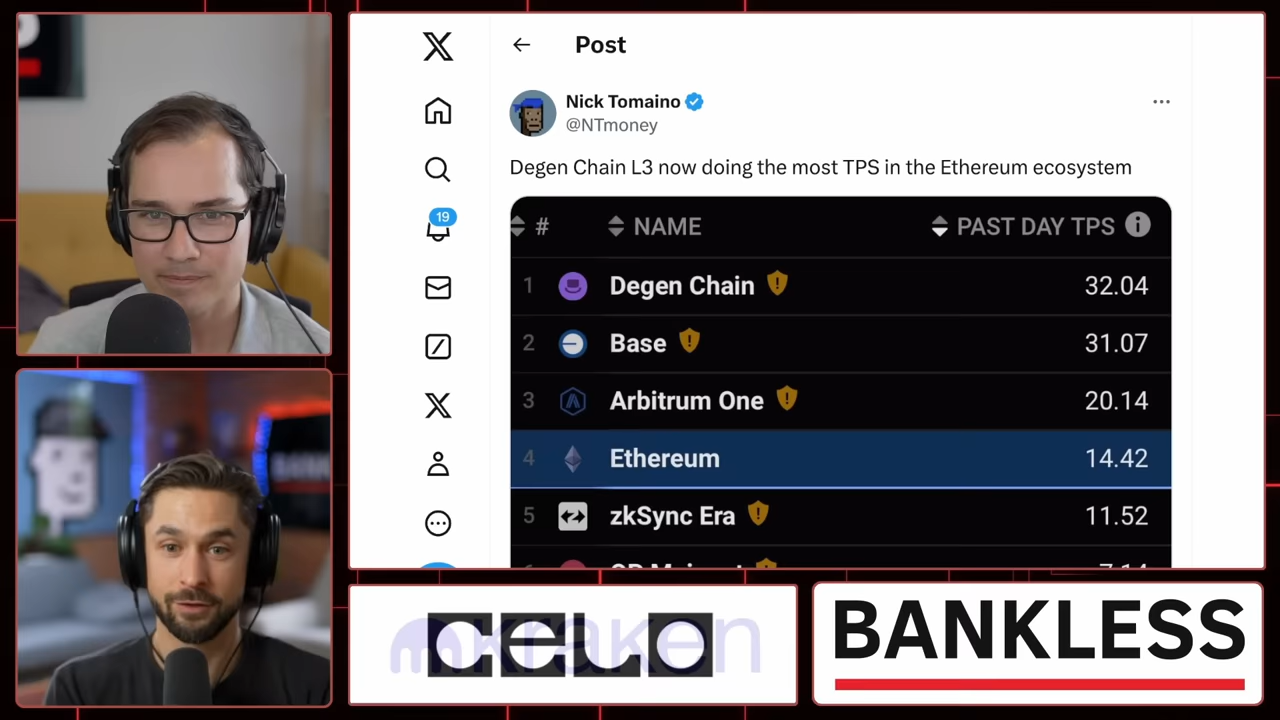 Post
Nick Tomaino
@NTmoney
Degen Chain L3 now doing the most TPS in the Ethereum ecosystem
# NAME PAST DAY TPS
1 Degen Chain 32.04
2 Base 31.07
3 Arbitrum One 20.14
4 Ethereum 14.42
5 zkSync Era 11.52
19
CELO
kraken
BANKLESS